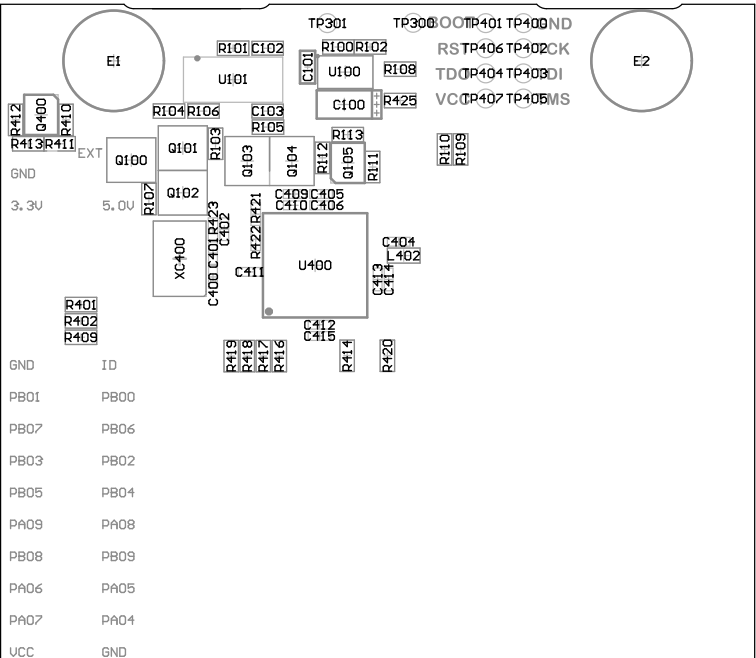 TP301 TP300 BOOT TP401 TP400 GND
R101 C102 R100 R102
E1 E2
RST TP406 TP402 CK
C101 U100 R108
U101
TDO TP404 TP403 TDI
VCC TP407 TP405 TMS
C100 R425
R412 Q400 R410
R104 R106 C103
R105
R413 R411 R103 R113
EXT Q100 Q101 Q103 Q104 R112 Q105 R111 R110 R109
GND
R107 Q102 C409 C405
3.3V 5.0V C410 C406
R423 R421
C402
R422 C404
XC400 C401 L402
U400
C411 C413 C414
C400
R401
R402 C412
R409 C415
R419 R418 R417 R416 R414 R420
GND ID
PB01 PB00
PB07 PB06
PB03 PB02
PB05 PB04
PA09 PA08
PB08 PB09
PA06 PA05
PA07 PA04
VCC GND